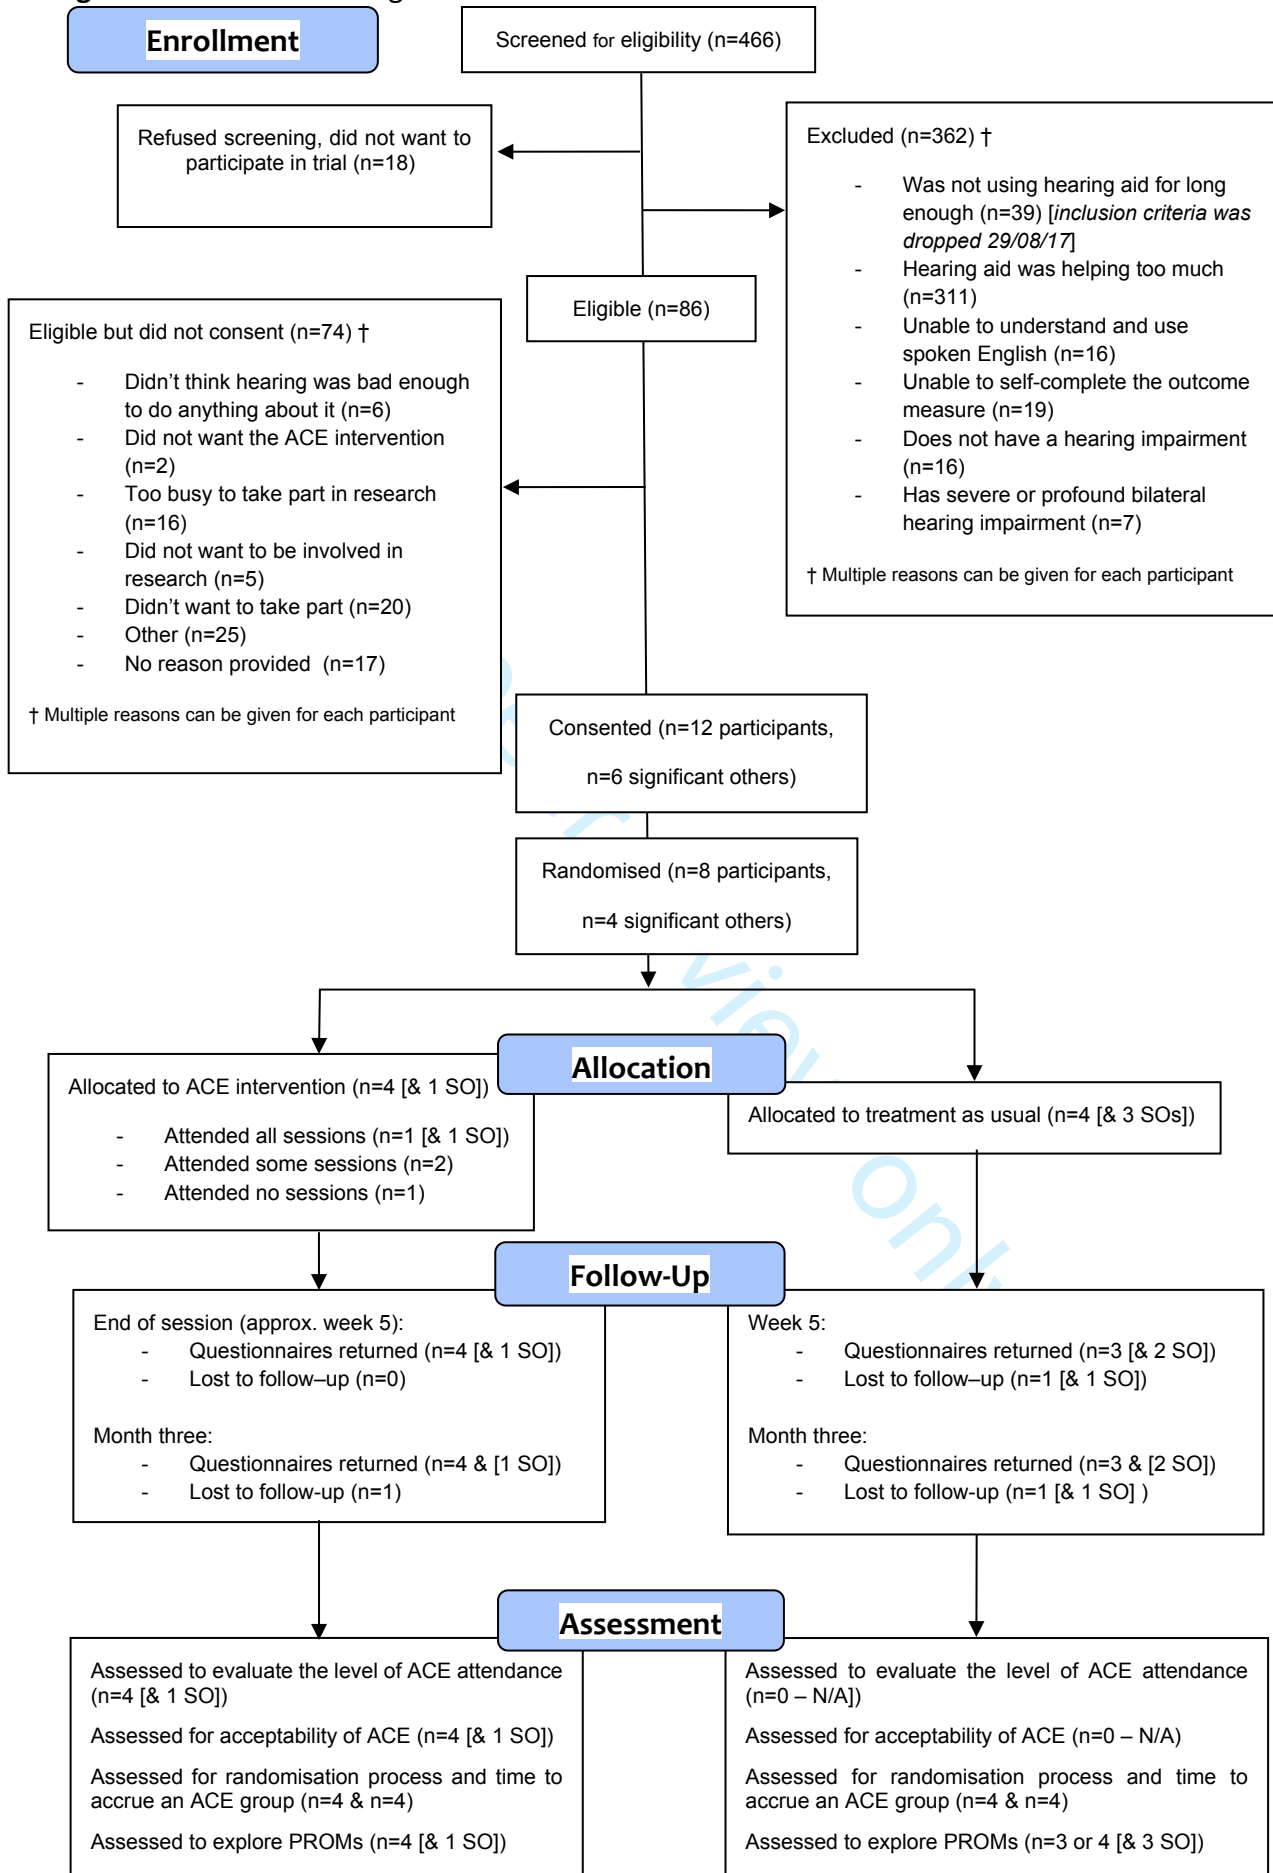 Enrollment
Screened for eligibility (n=466)
Refused screening, did not want to
participate in trial (n=18)
Excluded (n=362) †
- Was not using hearing aid for long
enough (n=39) [inclusion criteria was
dropped 29/08/17]
- Hearing aid was helping too much
(n=311)
- Unable to understand and use
spoken English (n=16)
- Unable to self-complete the outcome
measure (n=19)
- Does not have a hearing impairment
(n=16)
- Has severe or profound bilateral
hearing impairment (n=7)
† Multiple reasons can be given for each participant
Eligible (n=86)
Eligible but did not consent (n=74) †
- Didn't think hearing was bad enough
to do anything about it (n=6)
- Did not want the ACE intervention
(n=2)
- Too busy to take part in research
(n=16)
- Did not want to be involved in
research (n=5)
- Didn't want to take part (n=20)
- Other (n=25)
- No reason provided (n=17)
† Multiple reasons can be given for each participant
Consented (n=12 participants,
n=6 significant others)
Randomised (n=8 participants,
n=4 significant others)
Allocation
Allocated to ACE intervention (n=4 [& 1 SO])
- Attended all sessions (n=1 [& 1 SO])
- Attended some sessions (n=2)
- Attended no sessions (n=1)
Allocated to treatment as usual (n=4 [& 3 SOs])
Follow-Up
End of session (approx. week 5):
- Questionnaires returned (n=4 [& 1 SO])
- Lost to follow–up (n=0)
Month three:
- Questionnaires returned (n=4 & [1 SO])
- Lost to follow-up (n=1)
Week 5:
- Questionnaires returned (n=3 [& 2 SO])
- Lost to follow–up (n=1 [& 1 SO])
Month three:
- Questionnaires returned (n=3 & [2 SO])
- Lost to follow-up (n=1 [& 1 SO] )
Assessment
Assessed to evaluate the level of ACE attendance
(n=4 [& 1 SO])
Assessed for acceptability of ACE (n=4 [& 1 SO])
Assessed for randomisation process and time to
accrue an ACE group (n=4 & n=4)
Assessed to explore PROMs (n=4 [& 1 SO])
Assessed to evaluate the level of ACE attendance
(n=0 – N/A])
Assessed for acceptability of ACE (n=0 – N/A)
Assessed for randomisation process and time to
accrue an ACE group (n=4 & n=4)
Assessed to explore PROMs (n=3 or 4 [& 3 SO])